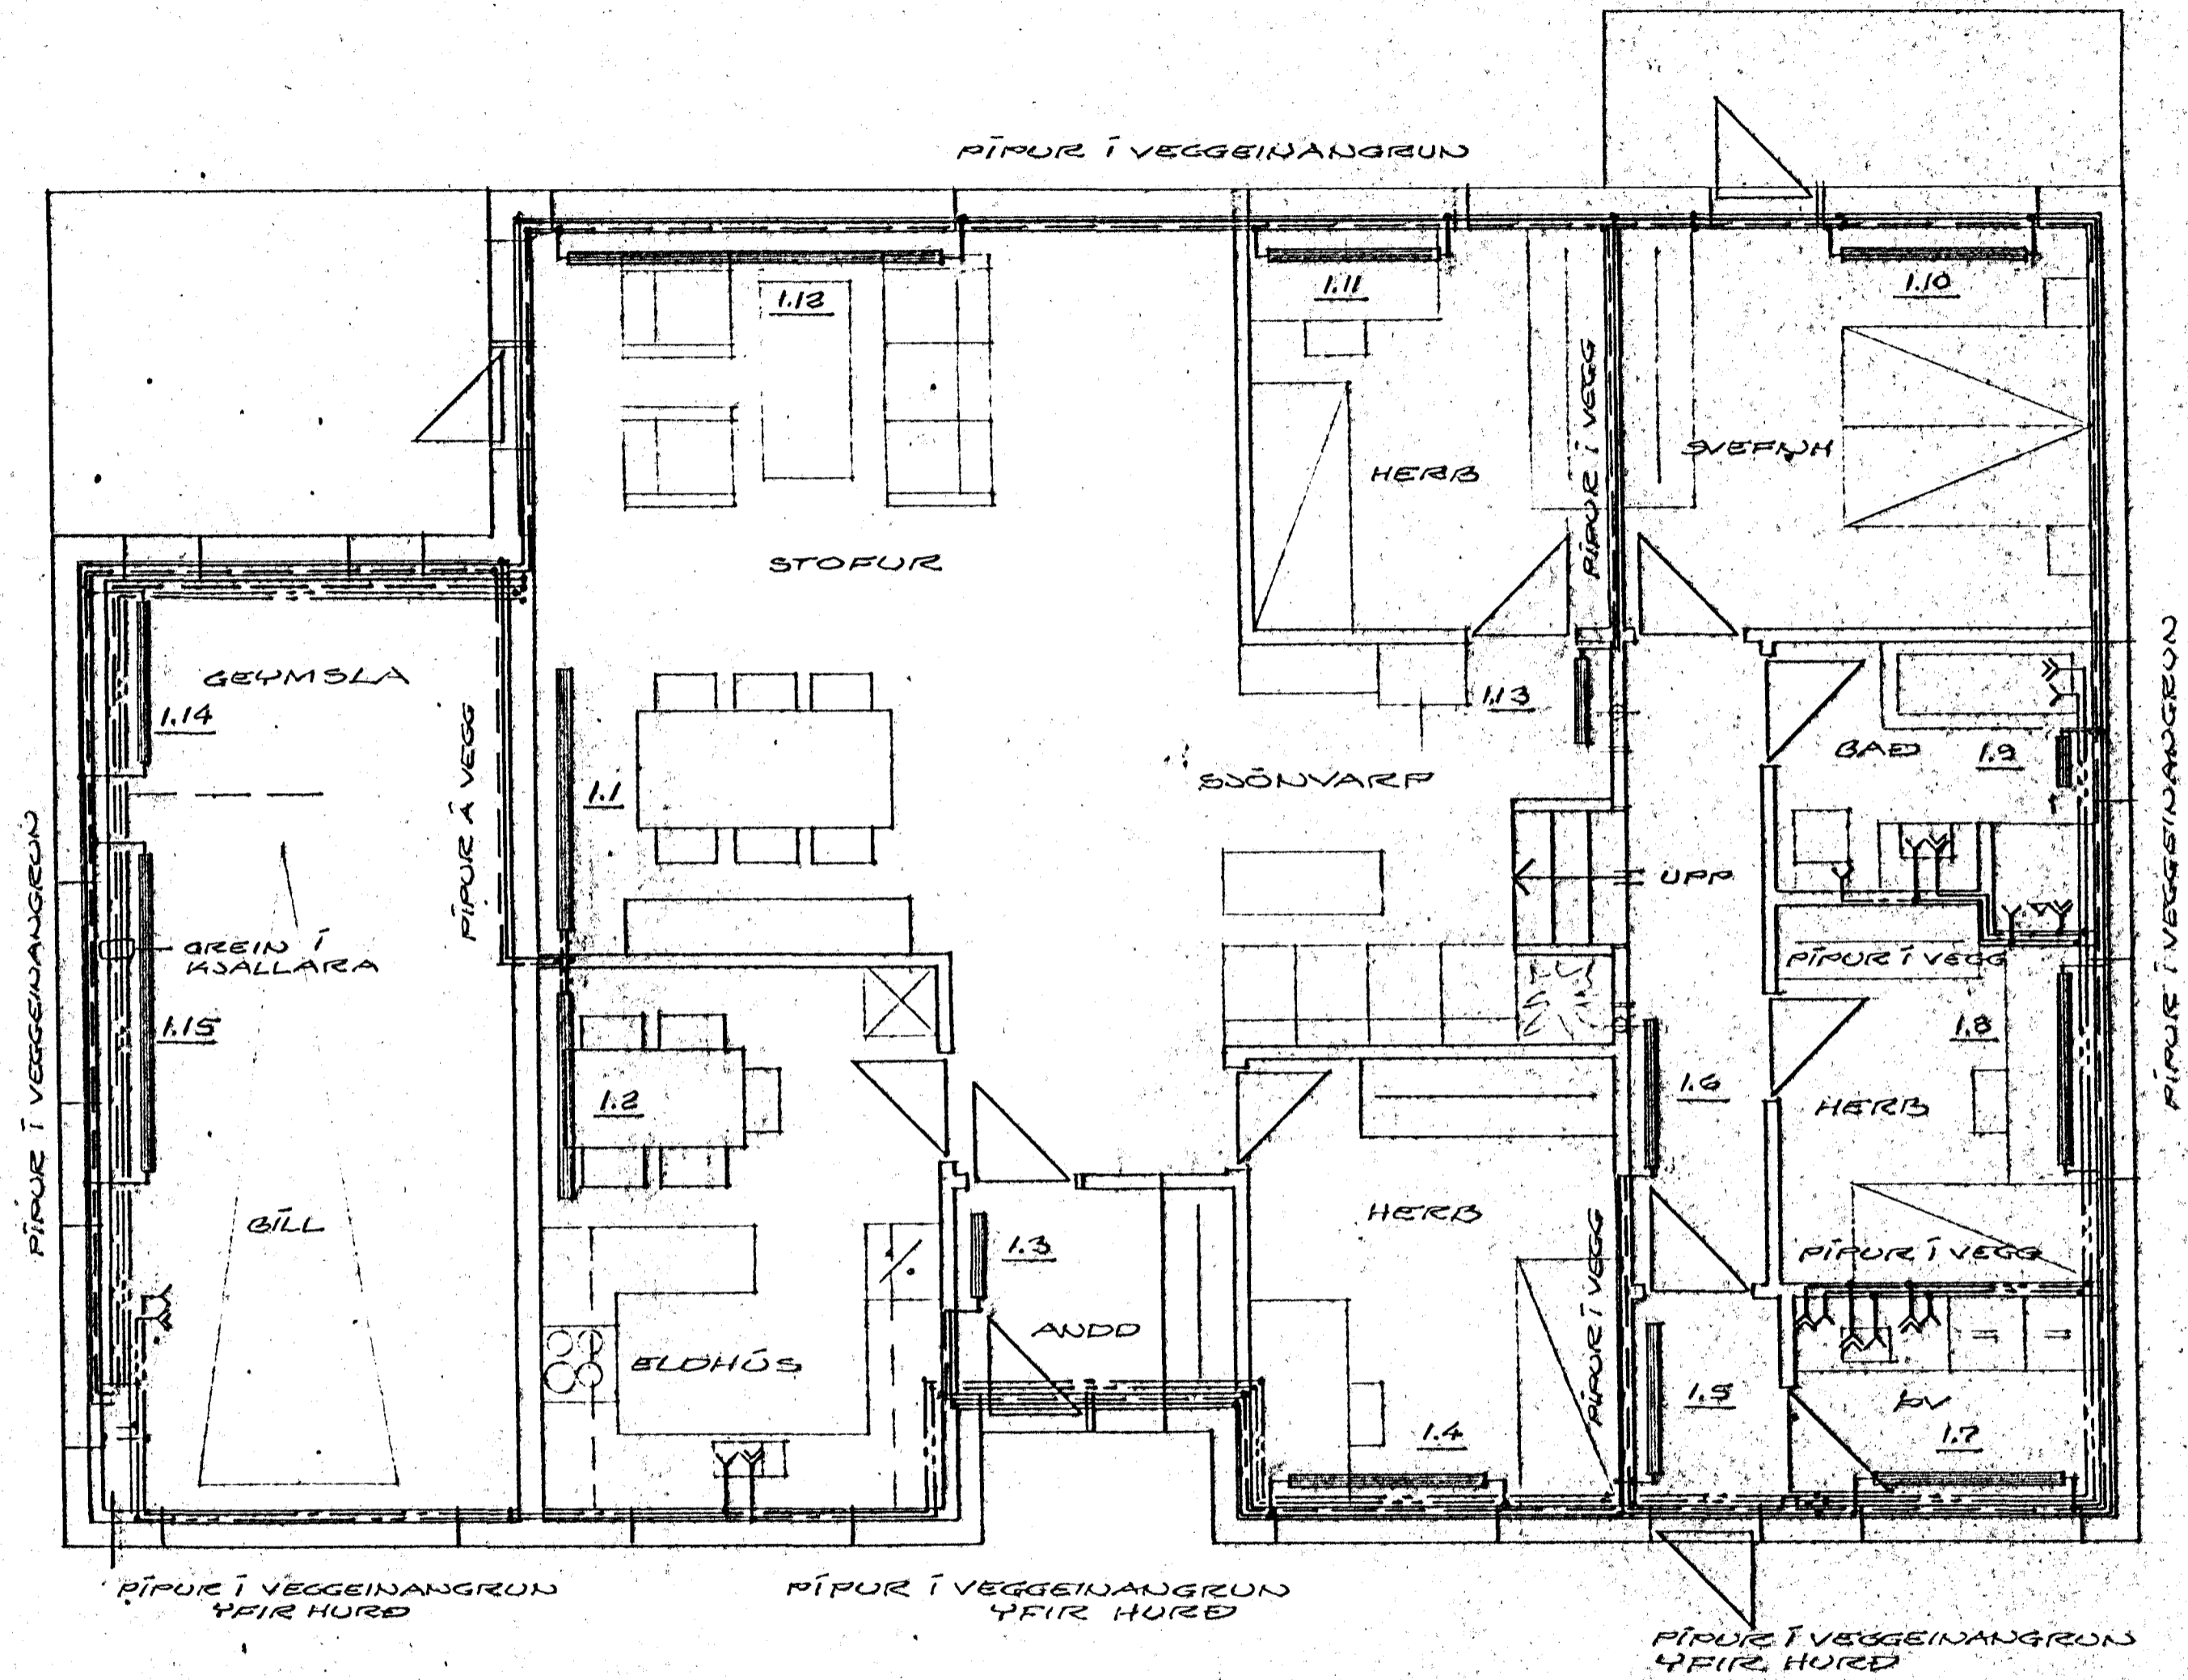 PÍPUR Í VEGGEINANGRUN
1.12
1.11
1.10
HERB
PÍPUR Í VEGG
SVEFNH
STOFUR
GEYMSLA
1.14
PÍPUR Á VEGG
1.1
1.13
SJÓNVARP
BAÐ
1.9
PÍPUR Í VEGGEINANGRUN
PÍPUR Í VEGGEINANGRUN
UPP
GREIN Í
KJALLARA
PÍPUR Í VEGG
1.15
1.8
1.2
1.6
HERB
BÍLL
1.3
HERB
PÍPUR Í VEGG
PÍPUR Í VEGG
ANDD
ELDHÚS
1.4
1.5
ÞV
1.7
PÍPUR Í VEGGEINANGRUN
YFIR HURÐ
PÍPUR Í VEGGEINANGRUN
YFIR HURÐ
PÍPUR Í VEGGEINANGRUN
YFIR HURÐ